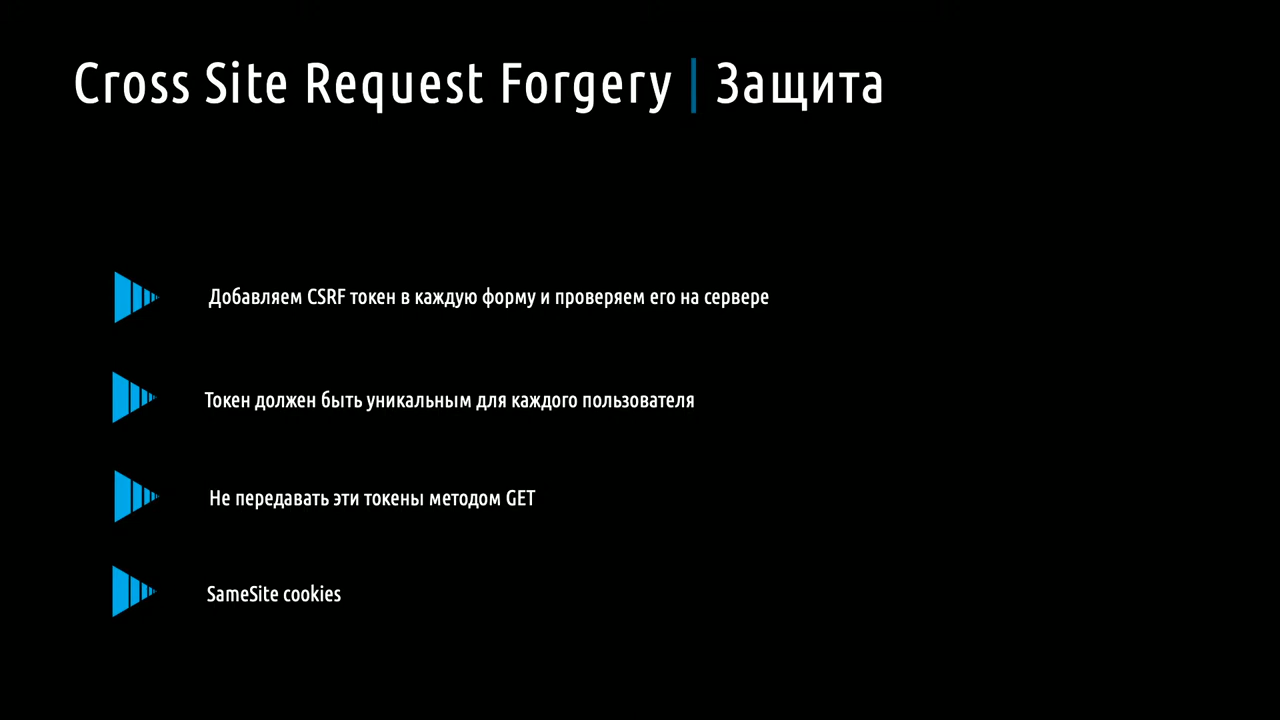 Cross Site Request Forgery | Защита
Добавляем CSRF токен в каждую форму и проверяем его на сервере
Токен должен быть уникальным для каждого пользователя
Не передавать эти токены методом GET
SameSite cookies